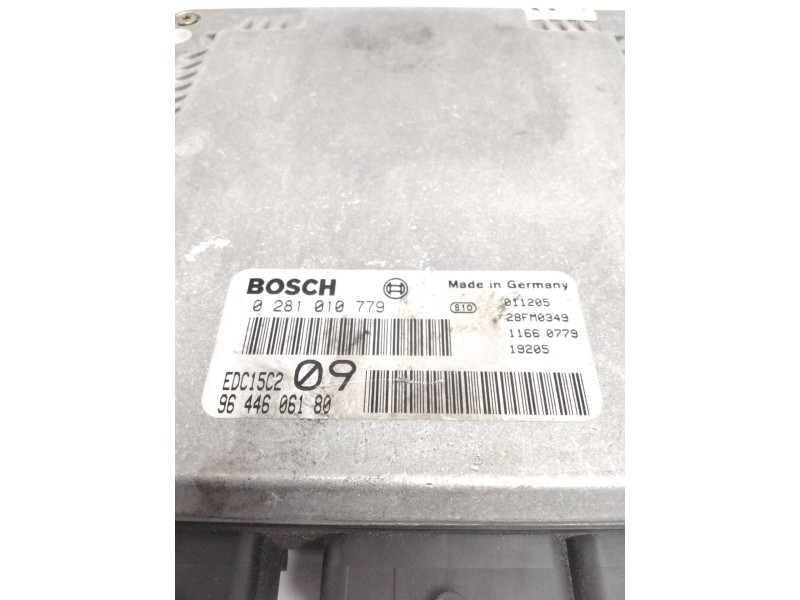 BOSCH
Made in Germany
0 281 010 779
810
011205
28FM0349
1166 0779
19205
EDC15C2 09
96 446 061 80